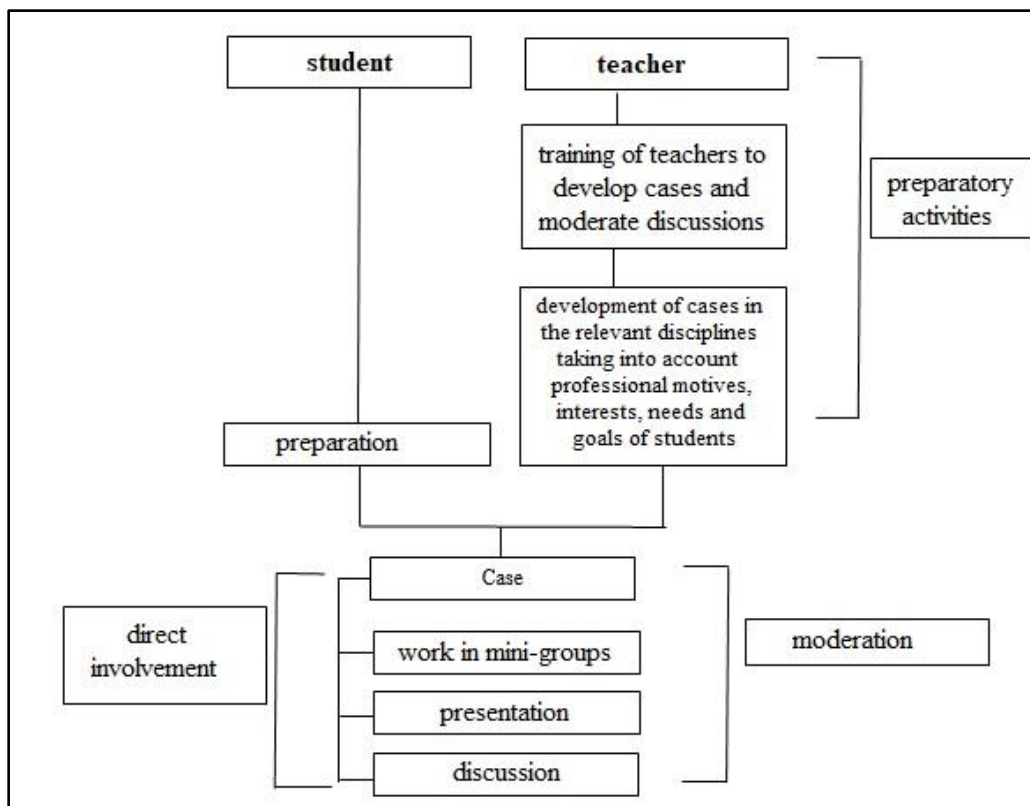 student
teacher
training of teachers to
develop cases and
moderate discussions
preparatory
activities
development of cases in
the relevant disciplines
taking into account
professional motives,
interests, needs and
goals of students
preparation
Case
direct
involvement
work in mini-groups
moderation
presentation
discussion